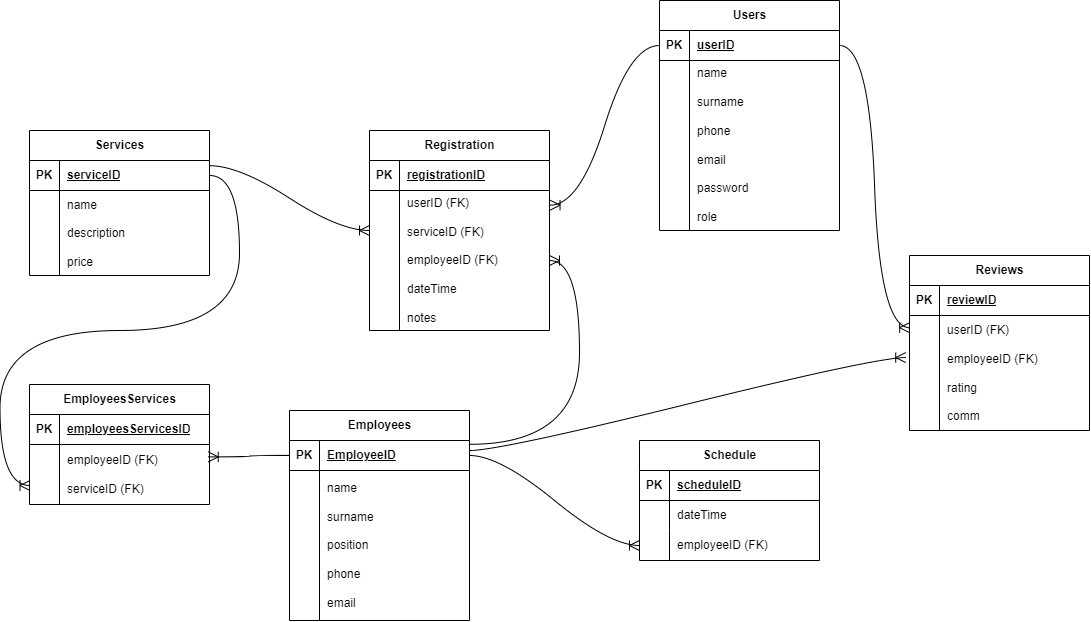 Users
PK userID
name
surname
phone
email
password
role
Services
PK serviceID
name
description
price
Registration
PK registrationID
userID (FK)
serviceID (FK)
employeeID (FK)
dateTime
notes
Reviews
PK reviewID
userID (FK)
employeeID (FK)
rating
comm
EmployeesServices
PK employeesServicesID
employeeID (FK)
serviceID (FK)
Employees
PK EmployeeID
name
surname
position
phone
email
Schedule
PK scheduleID
dateTime
employeeID (FK)